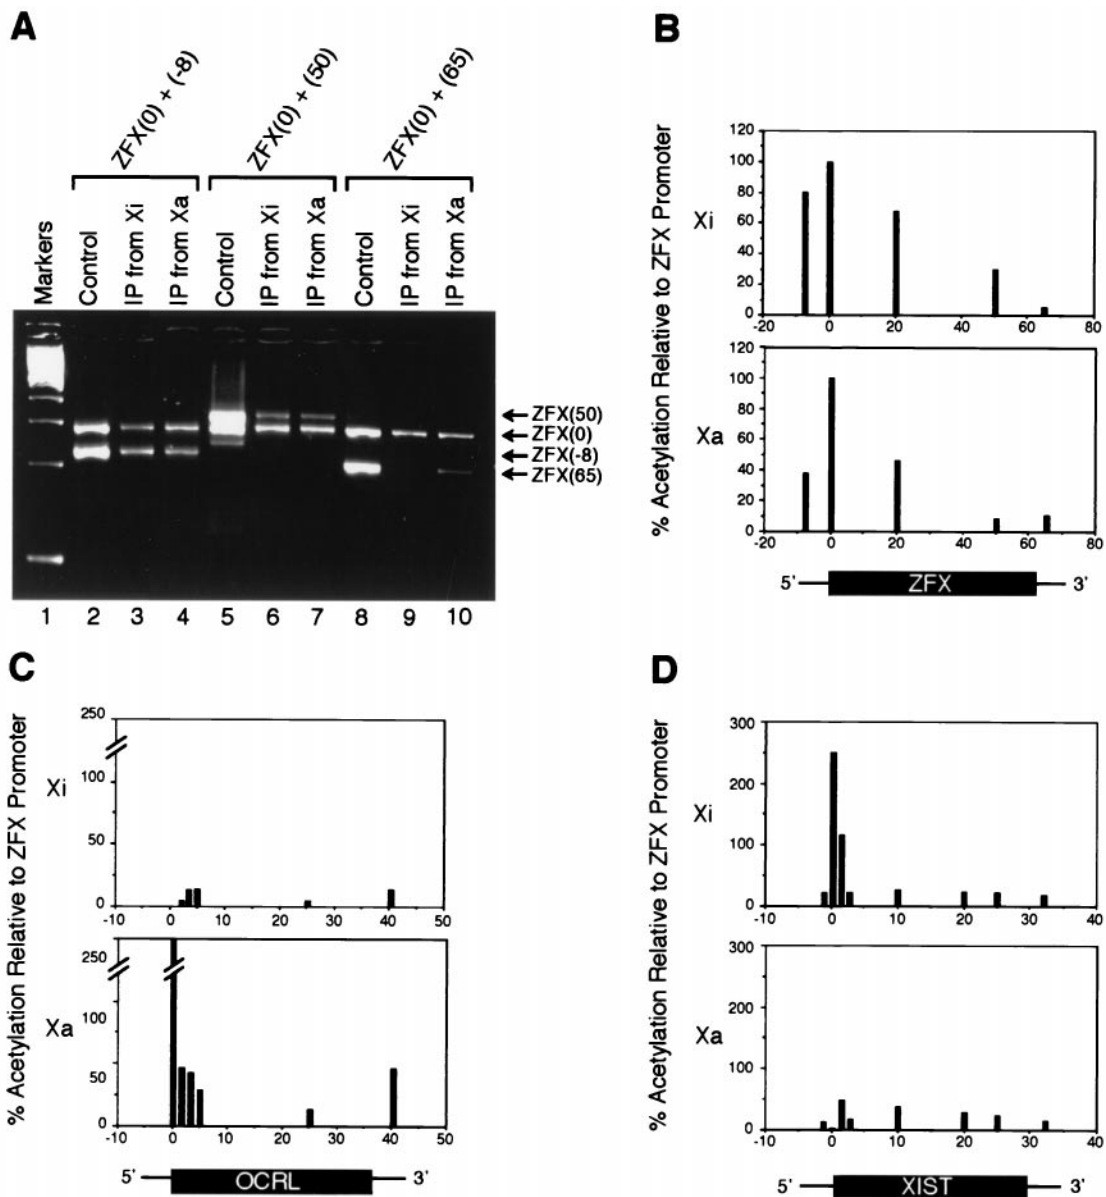 A
ZFX(0) + (-8)
ZFX(0) + (50)
ZFX(0) + (65)
Markers
Control
IP from Xi
IP from Xa
Control
IP from Xi
IP from Xa
Control
IP from Xi
IP from Xa
ZFX(50)
ZFX(0)
ZFX(-8)
ZFX(65)
1 2 3 4 5 6 7 8 9 10
B
% Acetylation Relative to ZFX Promoter
Xi
120
100
80
60
40
20
0
-20 0 20 40 60 80
Xa
120
100
80
60
40
20
0
-20 0 20 40 60 80
5' ZFX 3'
C
% Acetylation Relative to ZFX Promoter
Xi
250
100
50
0
-10 0 10 20 30 40 50
Xa
250
100
50
0
-10 0 10 20 30 40 50
5' OCRL 3'
D
% Acetylation Relative to ZFX Promoter
Xi
300
200
100
0
-10 0 10 20 30 40
Xa
300
200
100
0
-10 0 10 20 30 40
5' XIST 3'